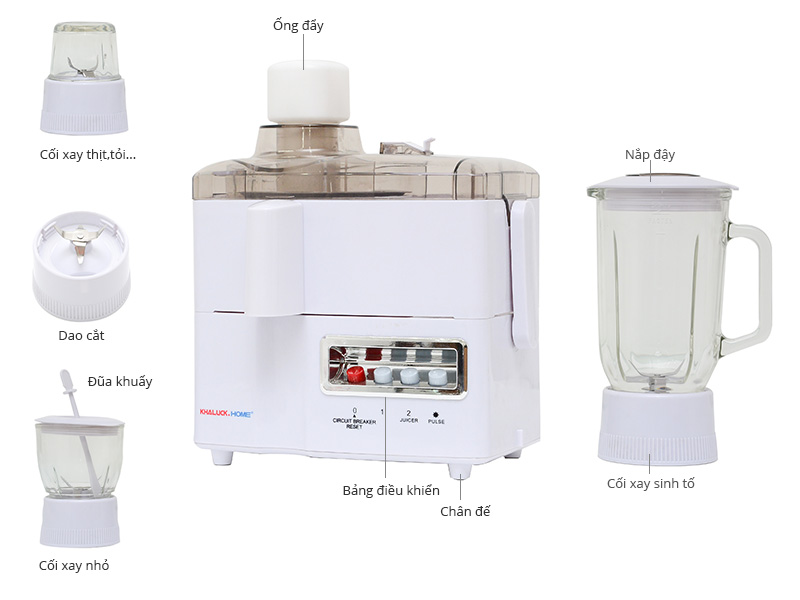 Ống đẩy
Cối xay thịt,tỏi...
Nắp đậy
Dao cắt
Đũa khuấy
KHALUCK.HOME
0 1 2
CIRCUIT BREAKER JUICER PULSE
RESET
Bảng điều khiển
Chân đế
Cối xay sinh tố
Cối xay nhỏ